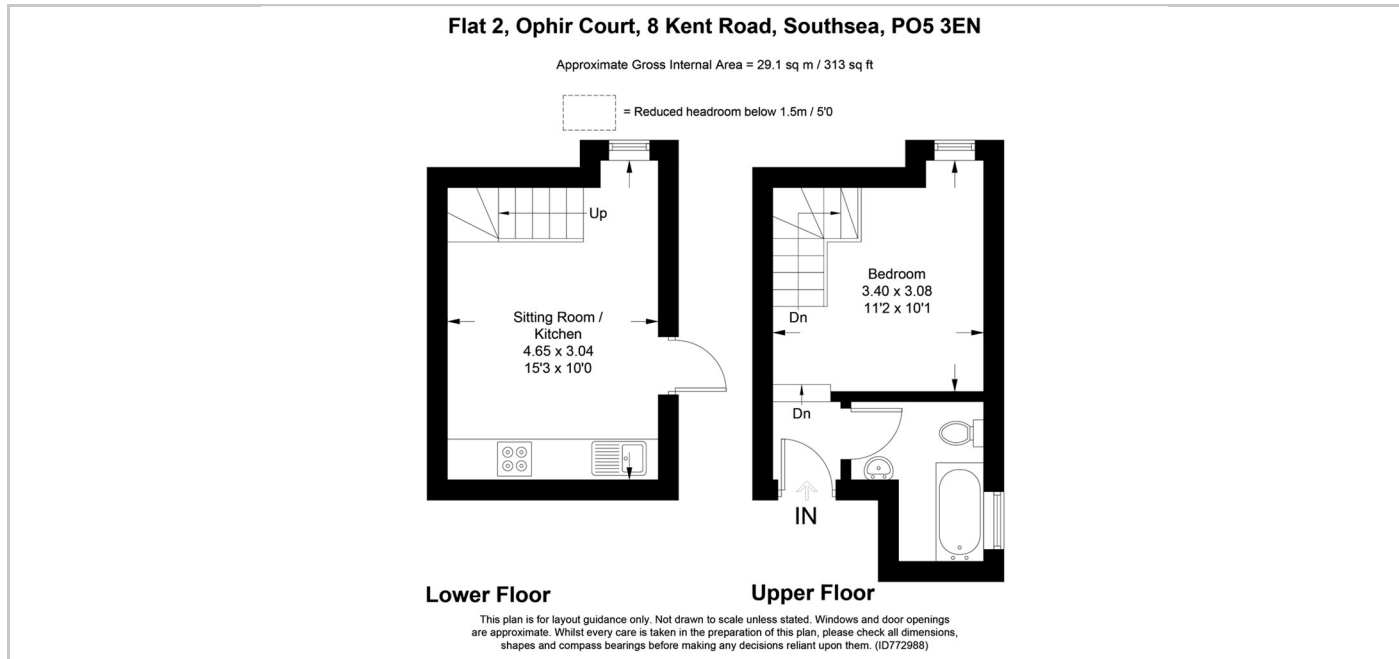 Flat 2, Ophir Court, 8 Kent Road, Southsea, PO5 3EN
Approximate Gross Internal Area = 29.1 sq m / 313 sq ft
= Reduced headroom below 1.5m / 5'0
Up
Sitting Room /
Kitchen
4.65 x 3.04
15'3 x 10'0
Lower Floor
Bedroom
3.40 x 3.08
11'2 x 10'1
Dn
Dn
IN
Upper Floor
This plan is for layout guidance only. Not drawn to scale unless stated. Windows and door openings
are approximate. Whilst every care is taken in the preparation of this plan, please check all dimensions,
shapes and compass bearings before making any decisions reliant upon them. (ID772988)